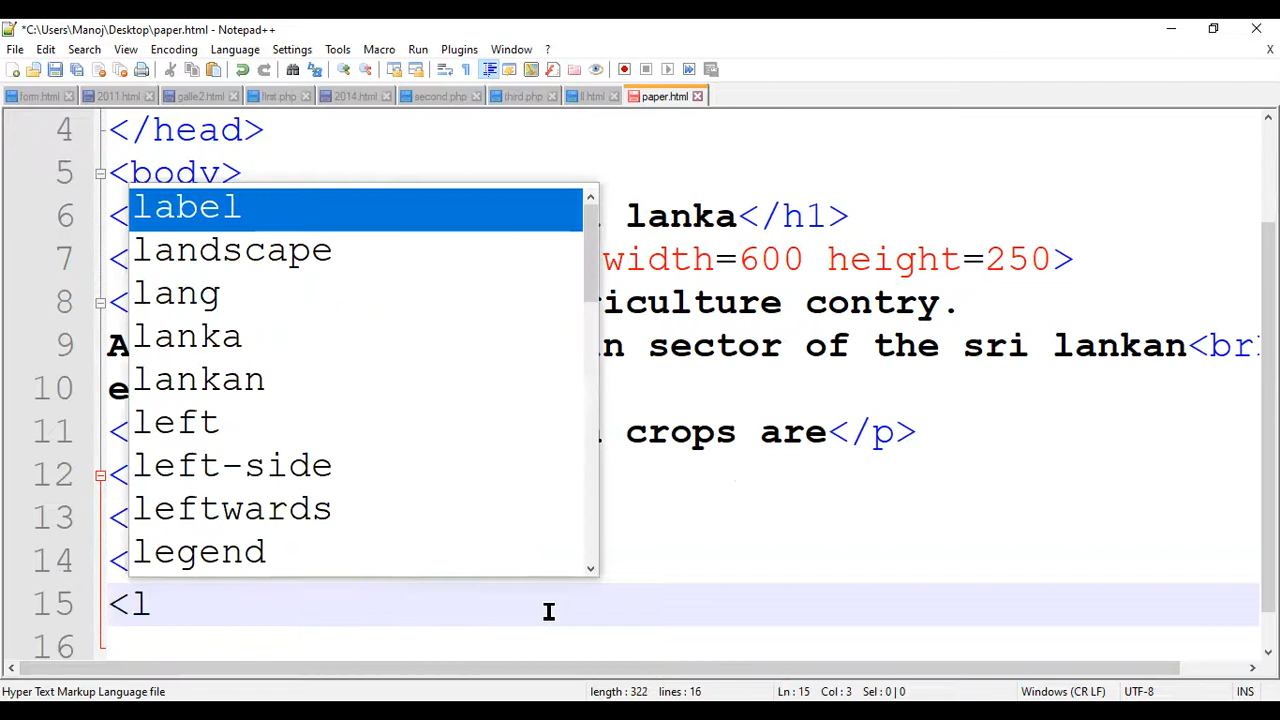 *C:\Users\Manoj\Desktop\paper.html - Notepad++
File Edit Search View Encoding Language Settings Tools Macro Run Plugins Window ?
X
form.html 2011.html galle2.html first.php 2014.html second.php third.php ll.html paper.html
4 </head>
5 <body>
6 < lanka</h1>
7 < width=600 height=250>
8 < riculture contry.
9 A n sector of the sri lankan<br
10 e
11 < crops are</p>
12 <
13 <
14 <
label
landscape
lang
lanka
lankan
left
left-side
leftwards
legend
15 <l
16
Hyper Text Markup Language file length : 322 lines : 16 Ln : 15 Col : 3 Sel : 0 | 0 Windows (CR LF) UTF-8 INS